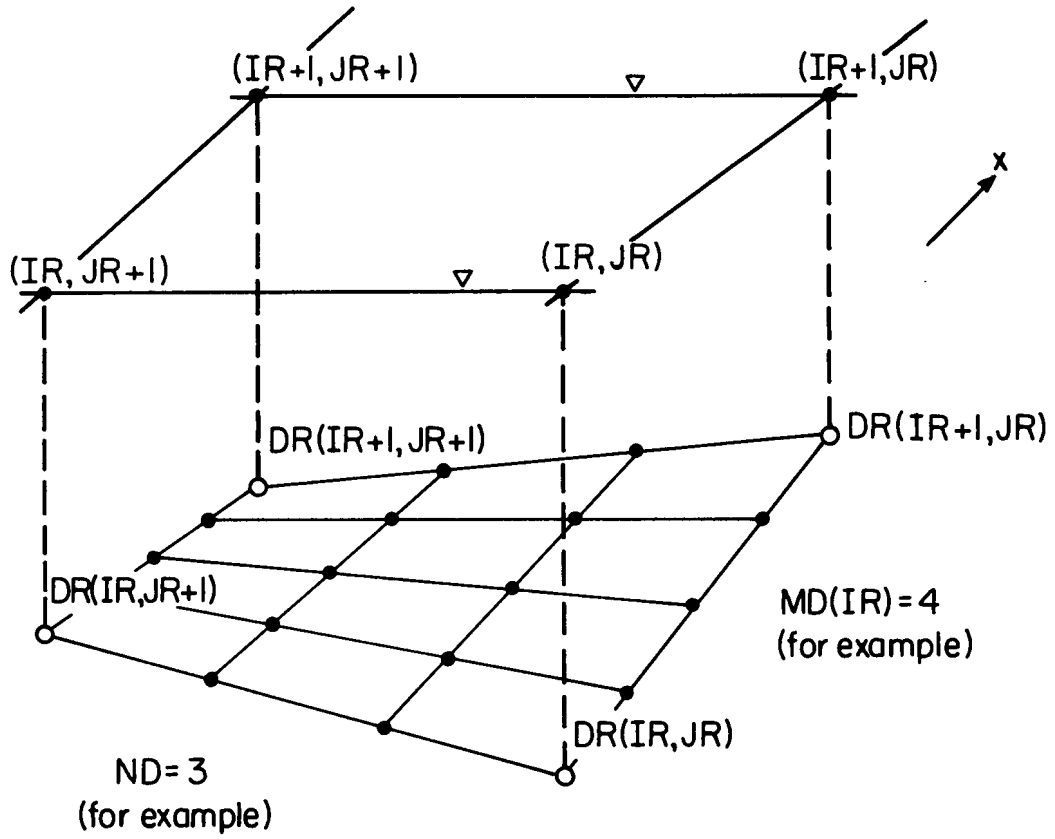 (IR+1, JR+1)
(IR+1, JR)
x
(IR, JR+1)
(IR, JR)
DR(IR+1, JR+1)
DR(IR+1, JR)
DR(IR, JR+1)
MD(IR) = 4
(for example)
DR(IR, JR)
ND = 3
(for example)